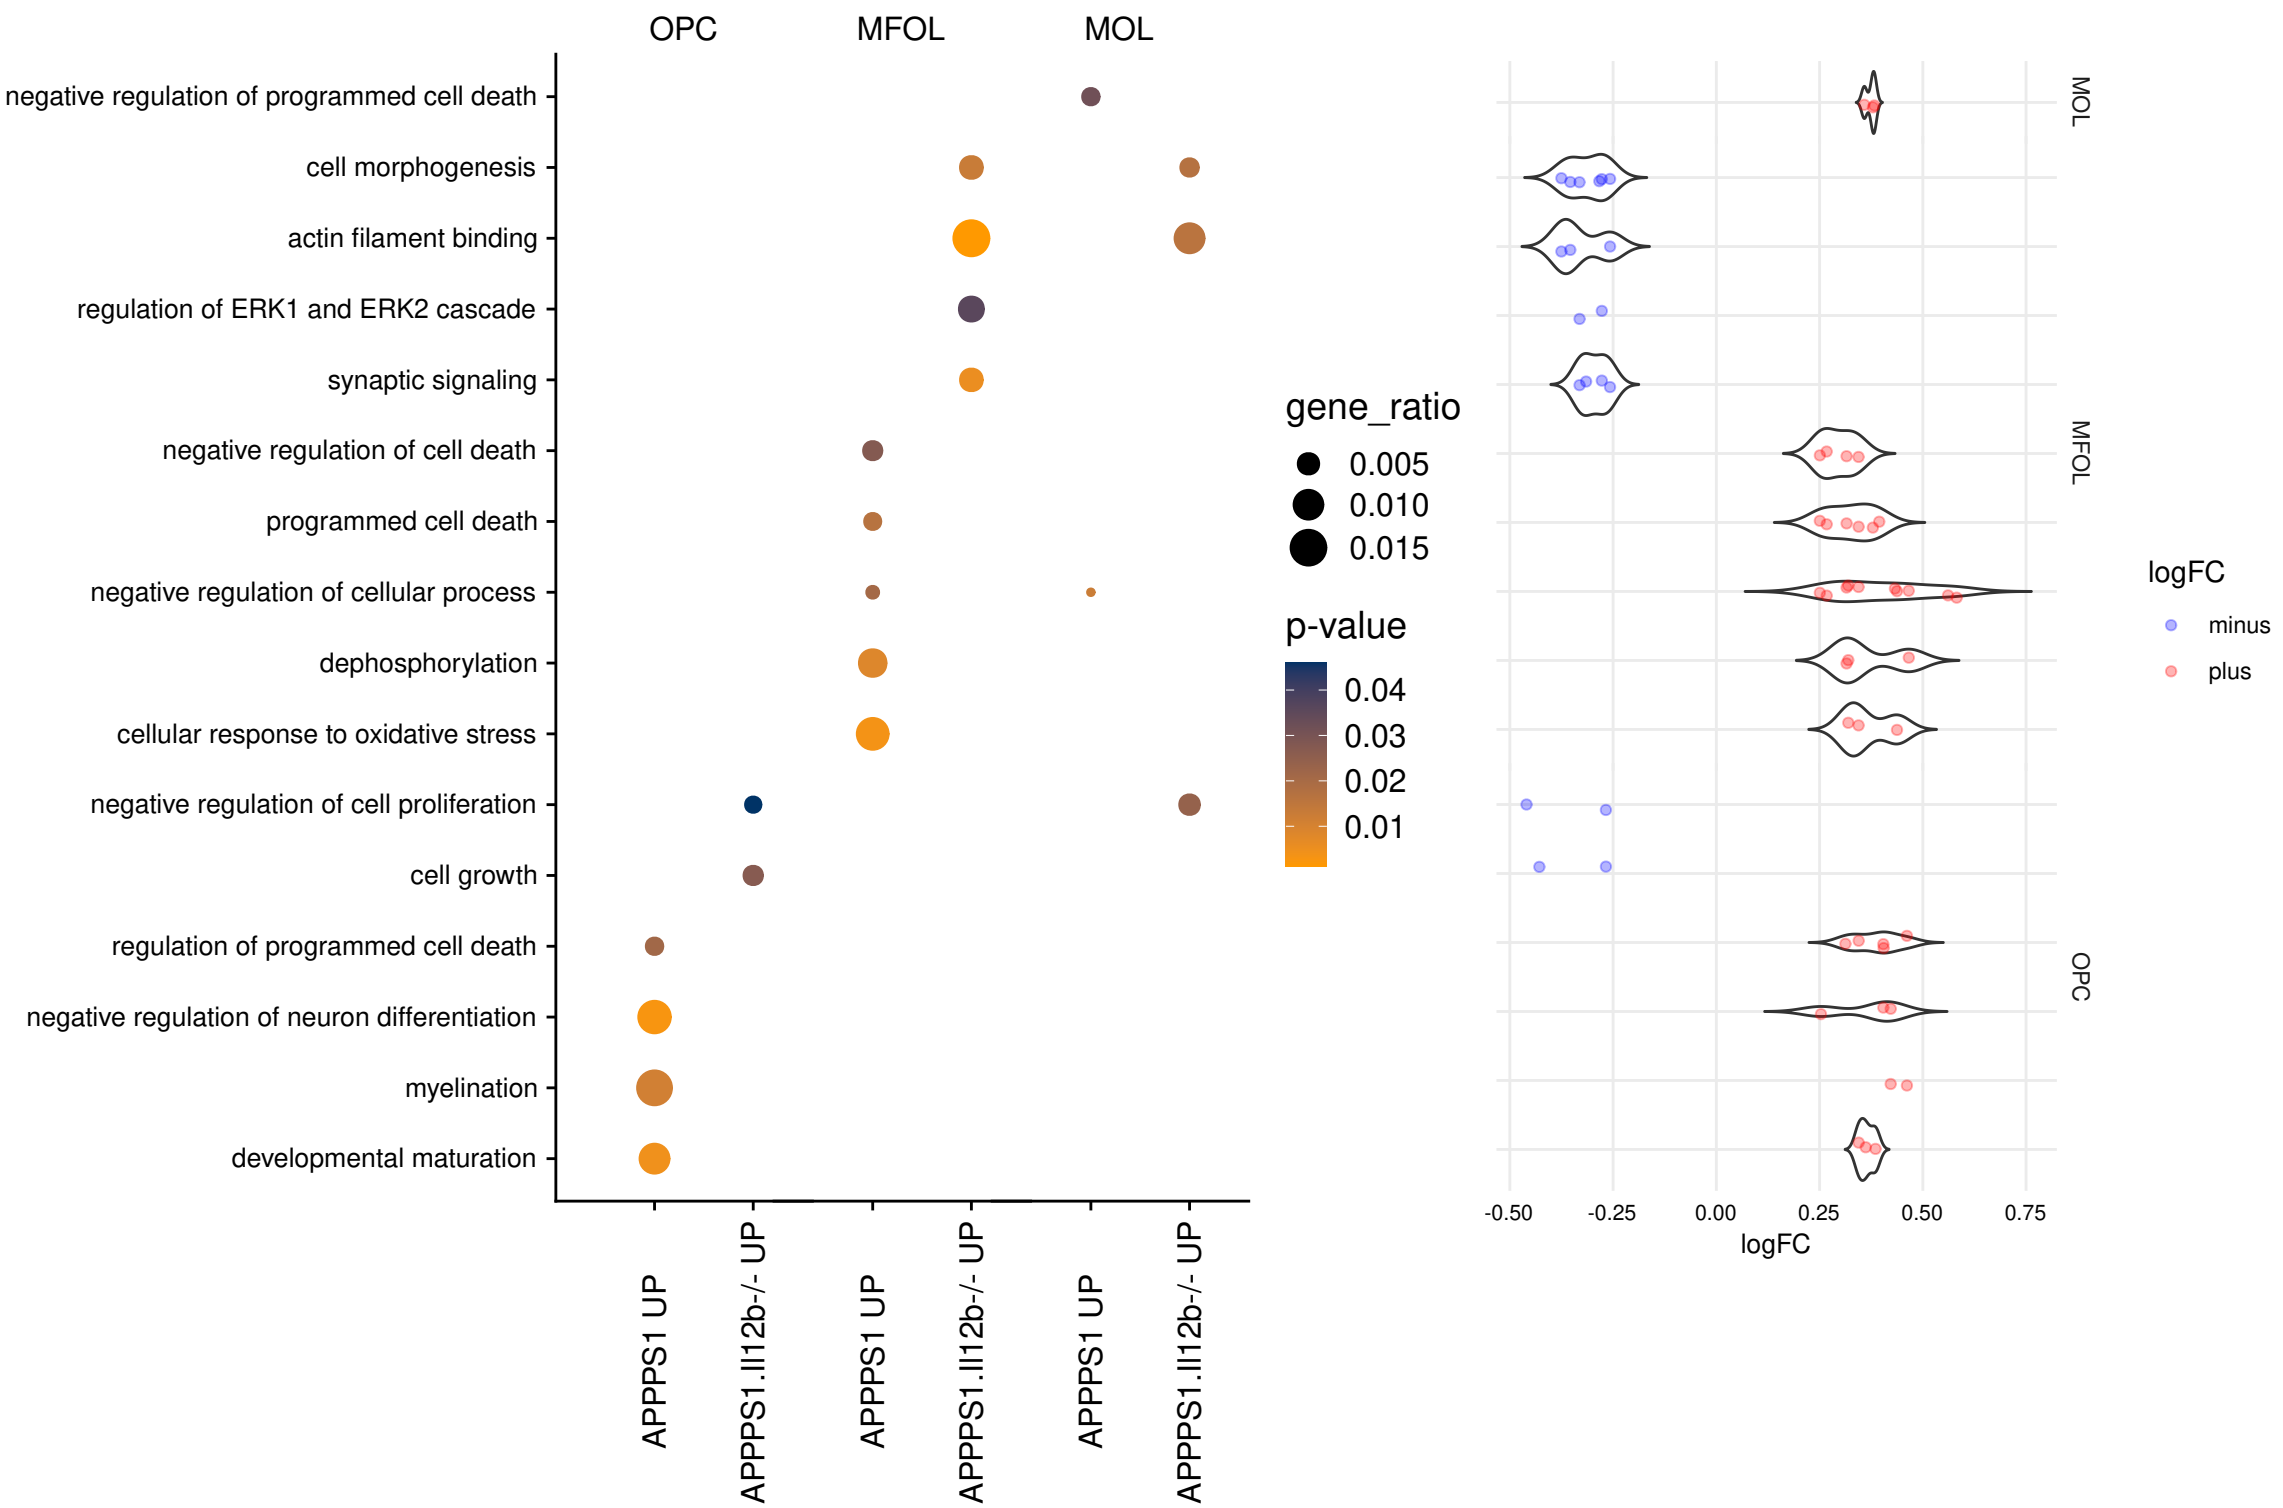 OPC MFOL MOL
negative regulation of programmed cell death
cell morphogenesis
actin filament binding
regulation of ERK1 and ERK2 cascade
synaptic signaling
negative regulation of cell death
programmed cell death
negative regulation of cellular process
dephosphorylation
cellular response to oxidative stress
negative regulation of cell proliferation
cell growth
regulation of programmed cell death
negative regulation of neuron differentiation
myelination
developmental maturation
APPPS1 UP
APPPS1.Il12b-/- UP
APPPS1 UP
APPPS1.Il12b-/- UP
APPPS1 UP
APPPS1.Il12b-/- UP
gene_ratio
0.005
0.010
0.015
p-value
0.04
0.03
0.02
0.01
MOL
MFOL
OPC
-0.50 -0.25 0.00 0.25 0.50 0.75
logFC
logFC
minus
plus